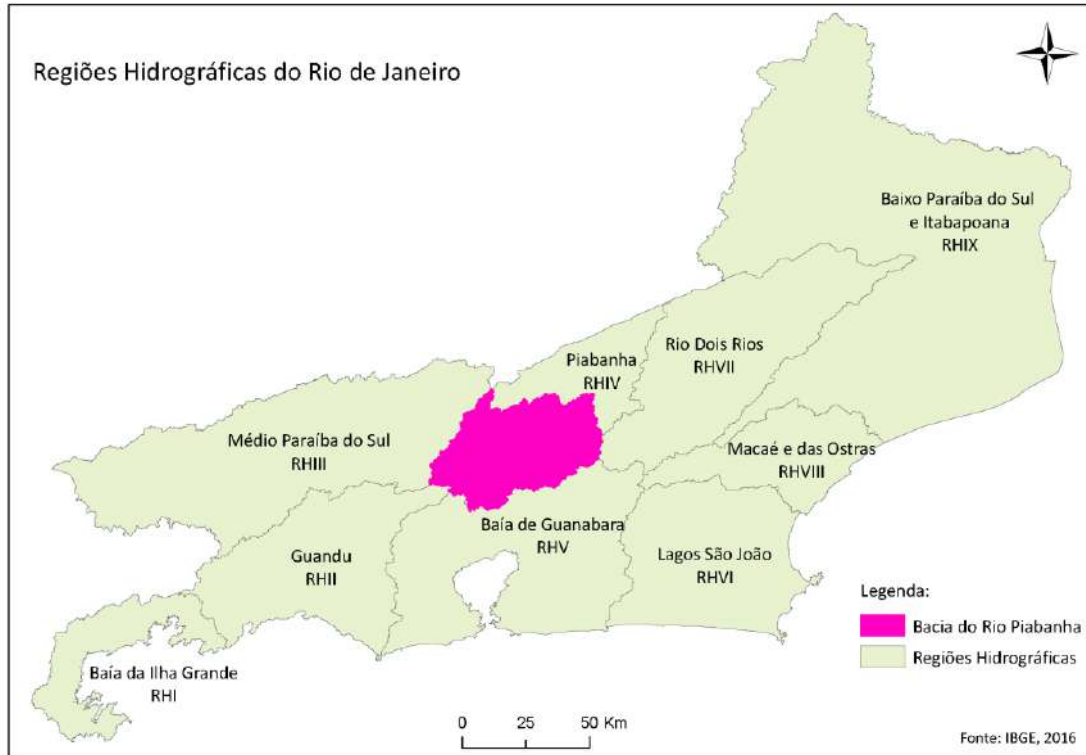 Regiões Hidrográficas do Rio de Janeiro
Baixo Paraíba do Sul
e Itabapoana
RHIX
Rio Dois Rios
RHVII
Piabanha
RHIV
Médio Paraíba do Sul
RHIII
Macaé e das Ostras
RHVIII
Baía de Guanabara
RHV
Guandu
RHII
Lagos São João
RHVI
Baía da Ilha Grande
RHI
Legenda:
Bacia do Rio Piabanha
Regiões Hidrográficas
0 25 50 Km
Fonte: IBGE, 2016